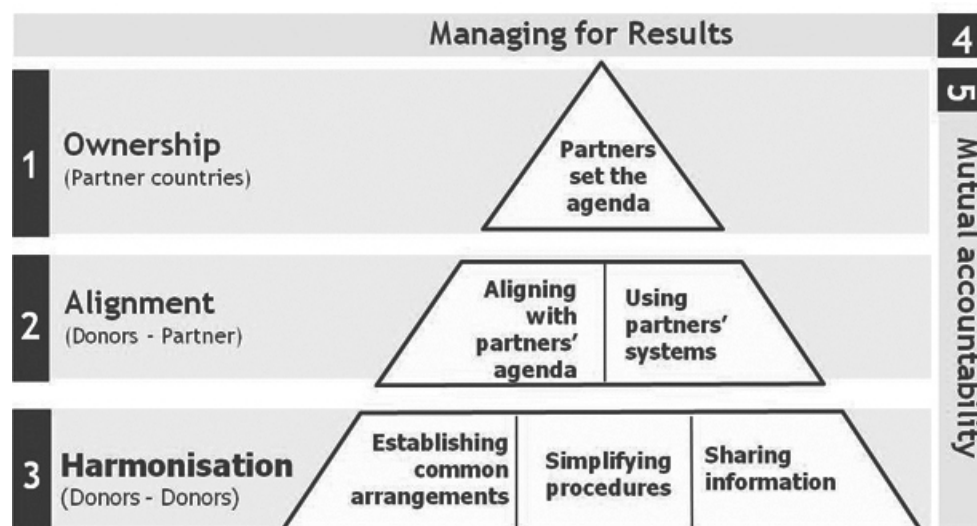 Managing for Results
4
1
Ownership
(Partner countries)
Partners
set the
agenda
5
Mutual accountability
2
Alignment
(Donors - Partner)
Aligning
with
partners'
agenda
Using
partners'
systems
3
Harmonisation
(Donors - Donors)
Establishing
common
arrangements
Simplifying
procedures
Sharing
information